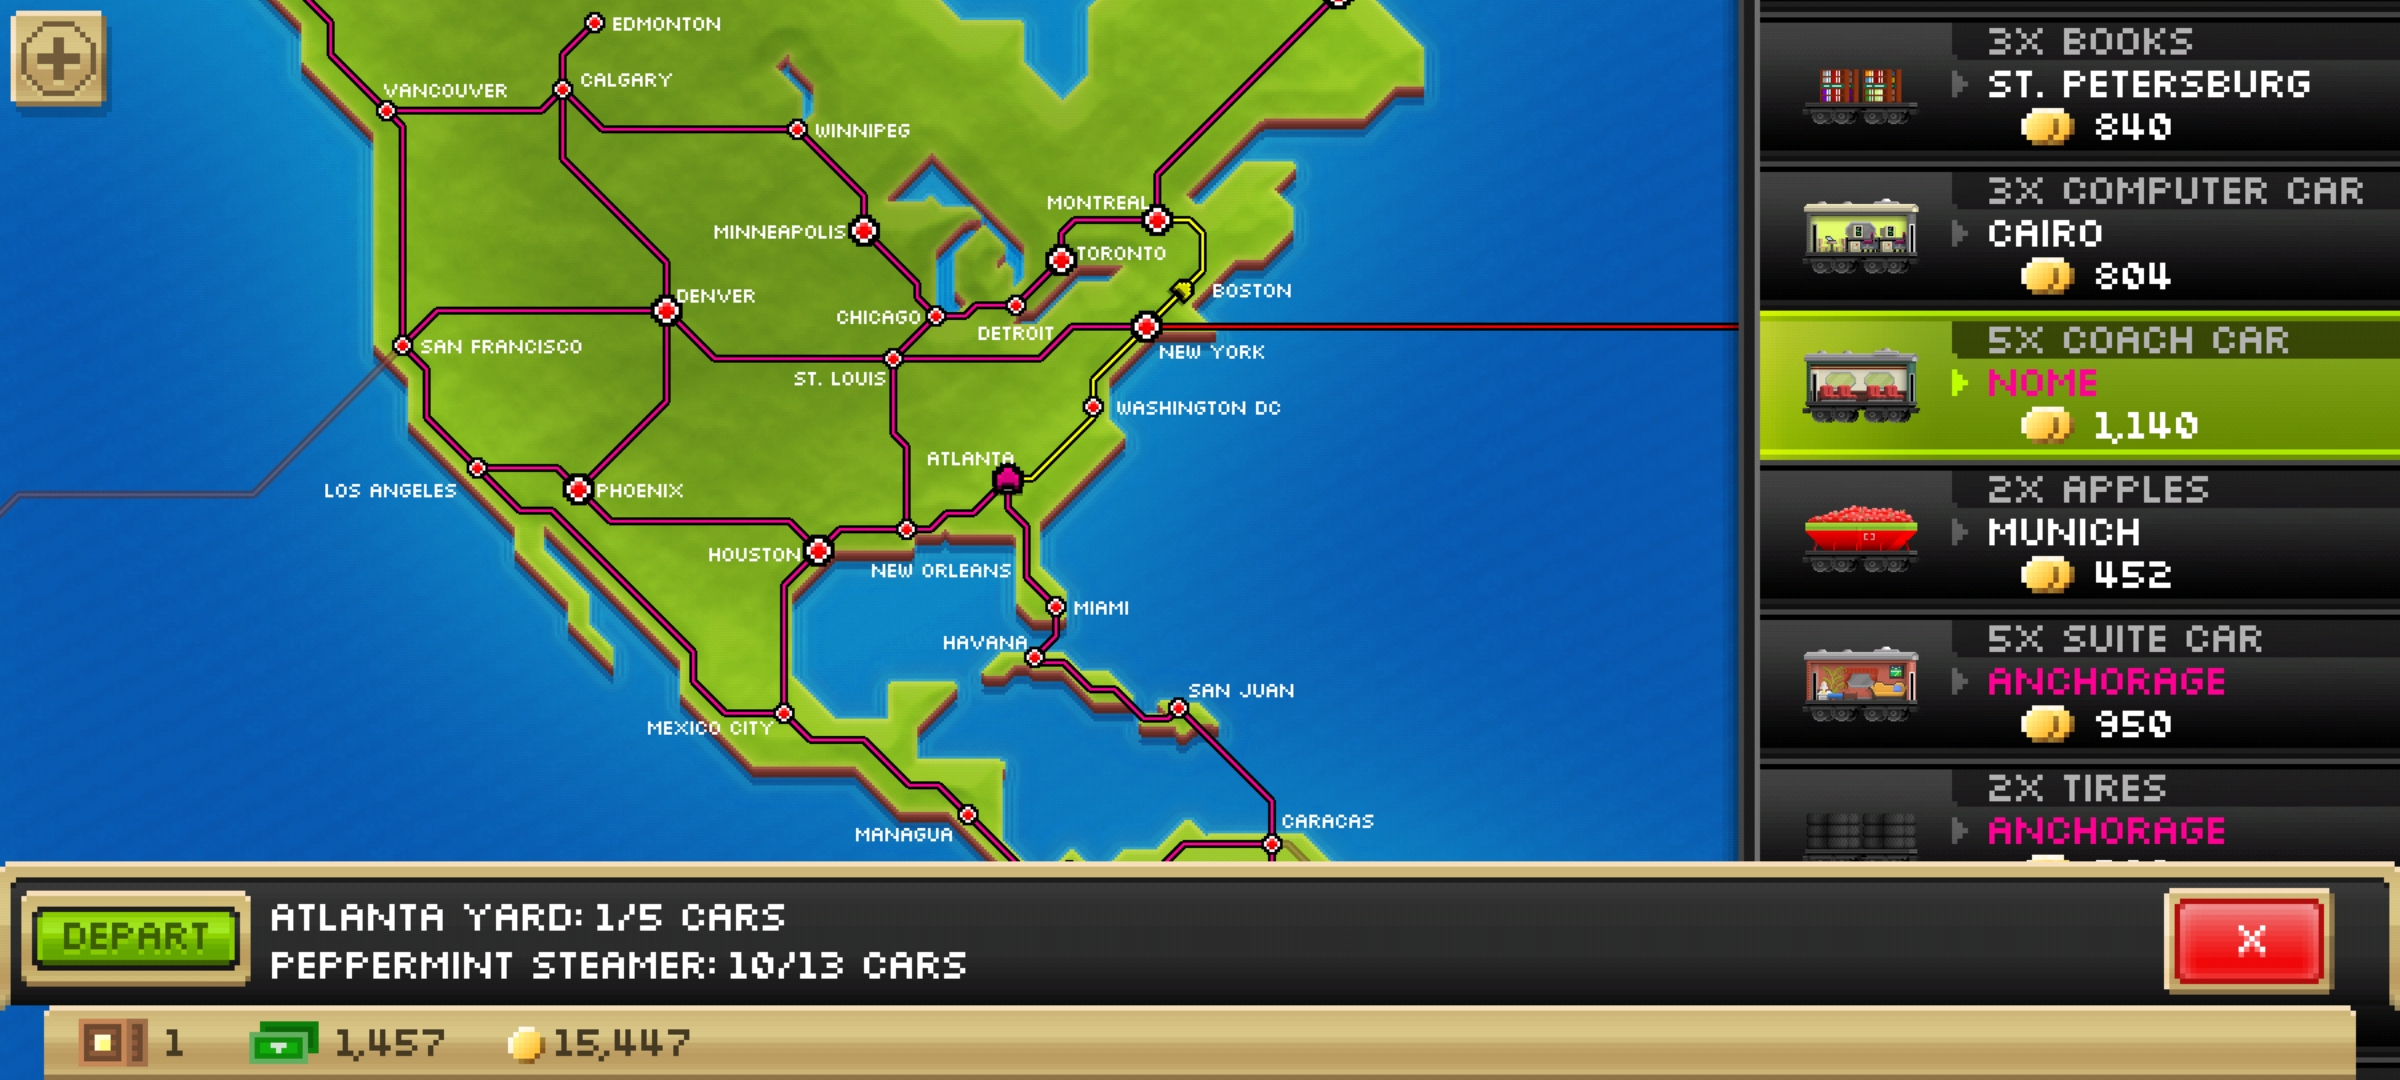 EDMONTON
CALGARY
VANCOUVER
WINNIPEG
MONTREAL
MINNEAPOLIS
TORONTO
BOSTON
DENVER
CHICAGO
DETROIT
NEW YORK
SAN FRANCISCO
ST. LOUIS
WASHINGTON DC
ATLANTA
LOS ANGELES
PHOENIX
HOUSTON
NEW ORLEANS
MIAMI
HAVANA
SAN JUAN
MEXICO CITY
CARACAS
MANAGUA
3X BOOKS
ST. PETERSBURG
840
3X COMPUTER CAR
CAIRO
804
5X COACH CAR
NOME
1,140
2X APPLES
MUNICH
452
5X SUITE CAR
ANCHORAGE
950
2X TIRES
ANCHORAGE
DEPART
ATLANTA YARD: 1/5 CARS
PEPPERMINT STEAMER: 10/13 CARS
X
1
1,457
15,447